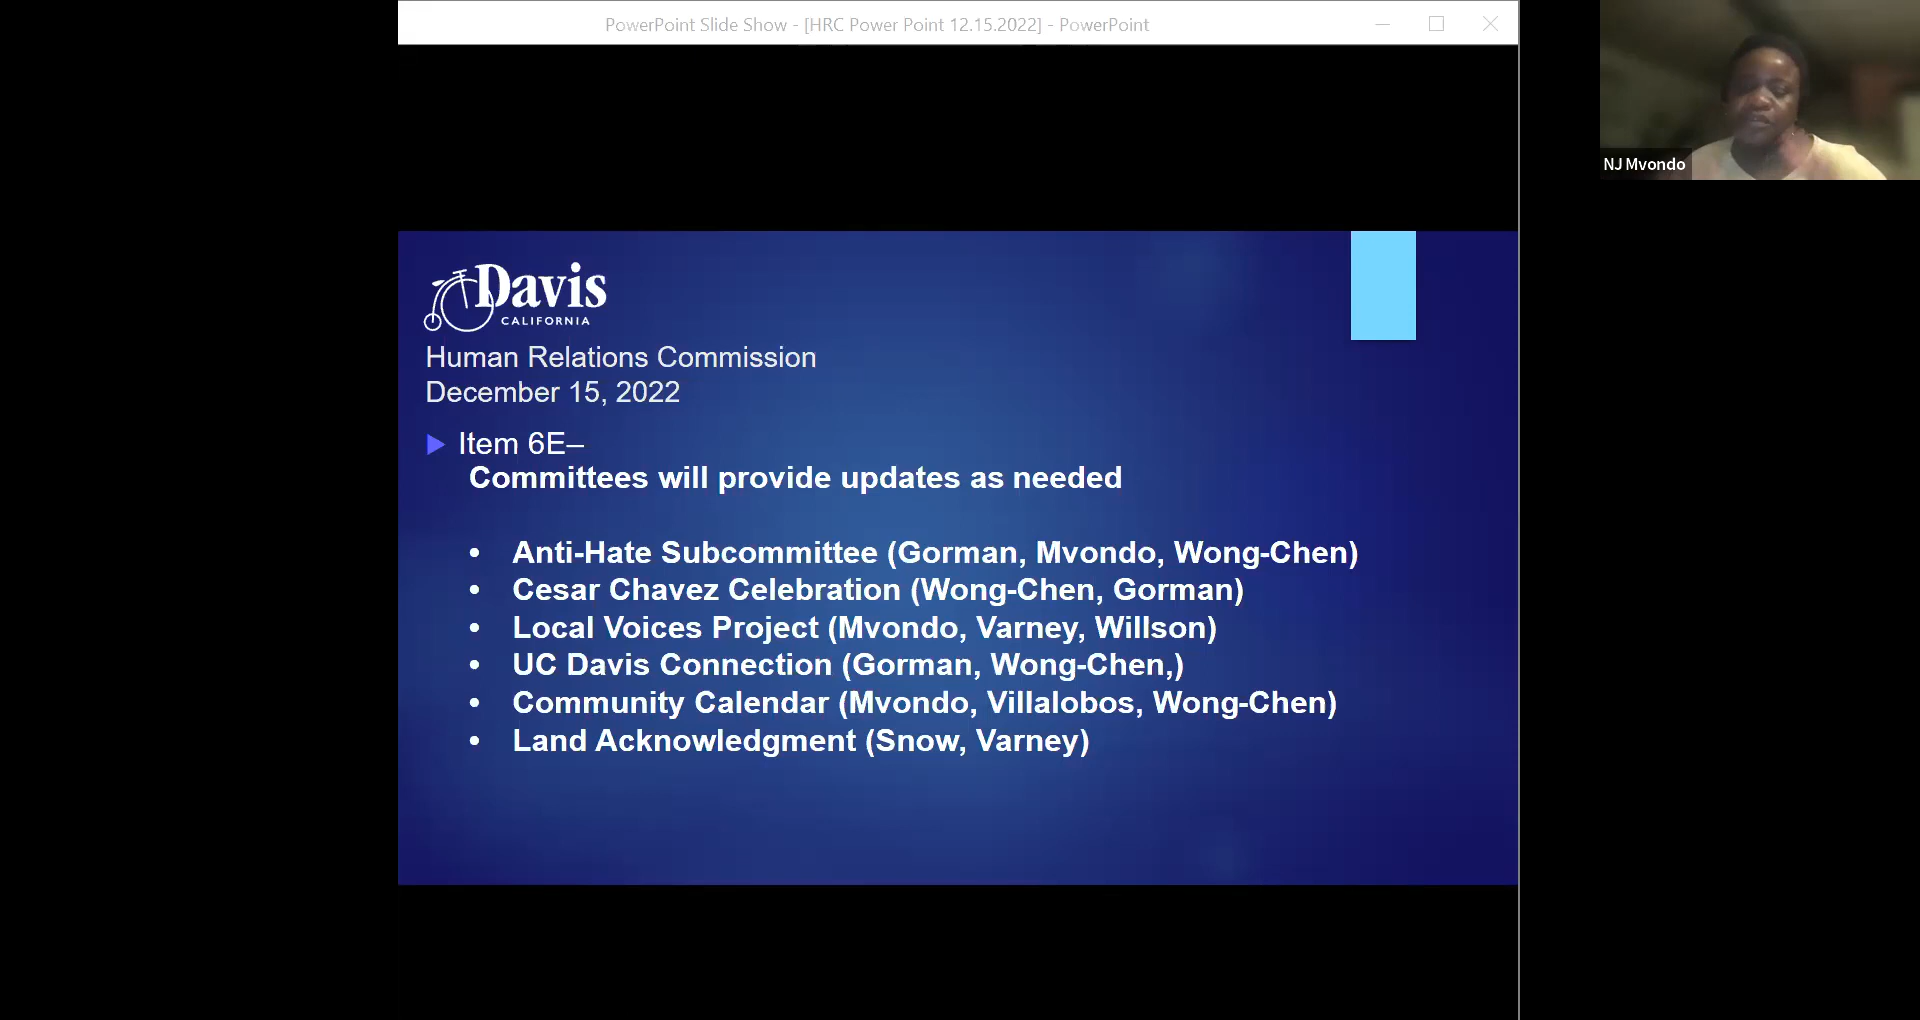 PowerPoint Slide Show - [HRC Power Point 12.15.2022] - PowerPoint
NJ Mvondo
Davis
CALIFORNIA
Human Relations Commission
December 15, 2022
Item 6E–
Committees will provide updates as needed
• Anti-Hate Subcommittee (Gorman, Mvondo, Wong-Chen)
• Cesar Chavez Celebration (Wong-Chen, Gorman)
• Local Voices Project (Mvondo, Varney, Willson)
• UC Davis Connection (Gorman, Wong-Chen,)
• Community Calendar (Mvondo, Villalobos, Wong-Chen)
• Land Acknowledgment (Snow, Varney)